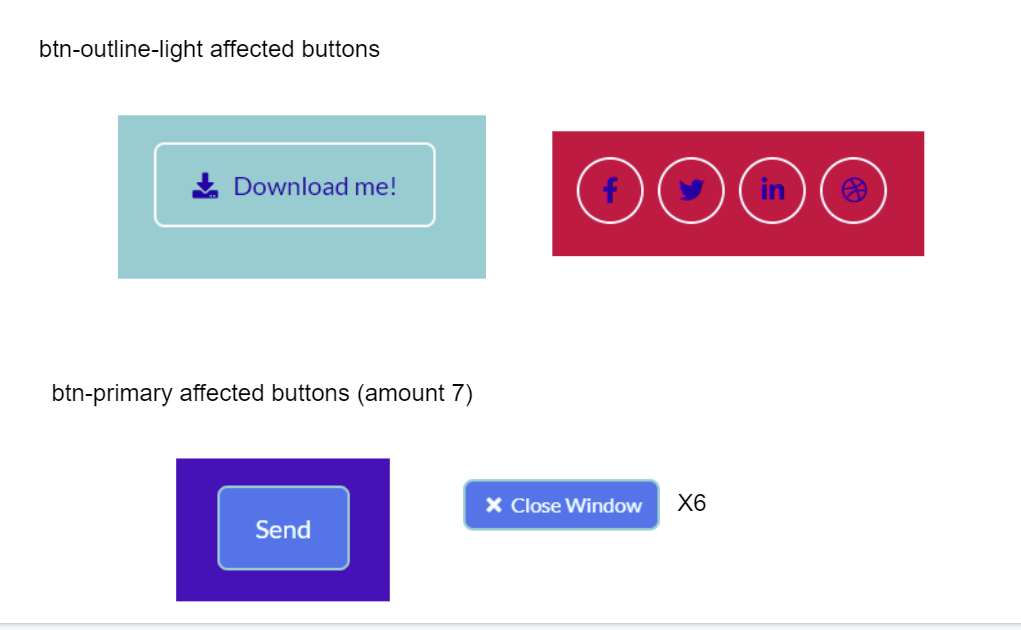 btn-outline-light affected buttons
Download me!
f
in
btn-primary affected buttons (amount 7)
Send
Close Window
X6